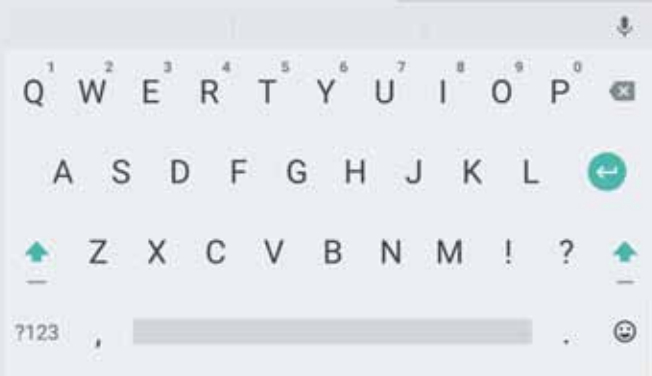 1 2 3 4 5 6 7 8 9 0
Q W E R T Y U I O P
A S D F G H J K L
Z X C V B N M ! ?
?123 , .